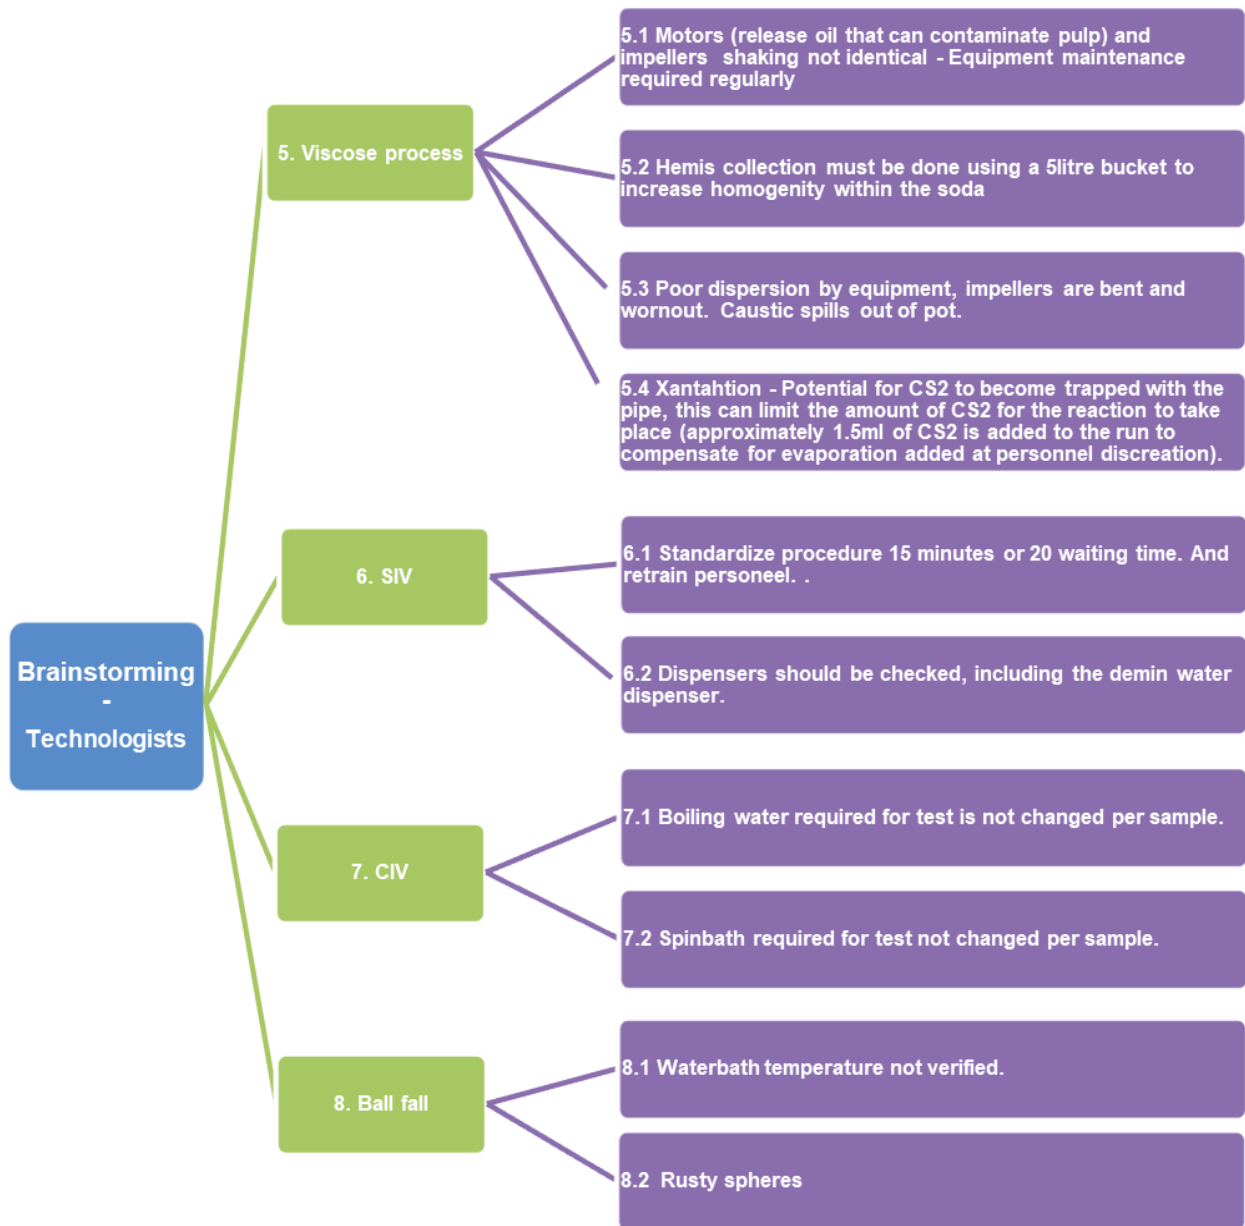 Brainstorming
-
Technologists
5. Viscose process
5.1 Motors (release oil that can contaminate pulp) and
impellers shaking not identical - Equipment maintenance
required regularly
5.2 Hemis collection must be done using a 5litre bucket to
increase homogenity within the soda
5.3 Poor dispersion by equipment, impellers are bent and
wornout. Caustic spills out of pot.
5.4 Xantahtion - Potential for CS2 to become trapped with the
pipe, this can limit the amount of CS2 for the reaction to take
place (approximately 1.5ml of CS2 is added to the run to
compensate for evaporation added at personnel discreation).
6. SIV
6.1 Standardize procedure 15 minutes or 20 waiting time. And
retrain personeel. .
6.2 Dispensers should be checked, including the demin water
dispenser.
7. CIV
7.1 Boiling water required for test is not changed per sample.
7.2 Spinbath required for test not changed per sample.
8. Ball fall
8.1 Waterbath temperature not verified.
8.2 Rusty spheres